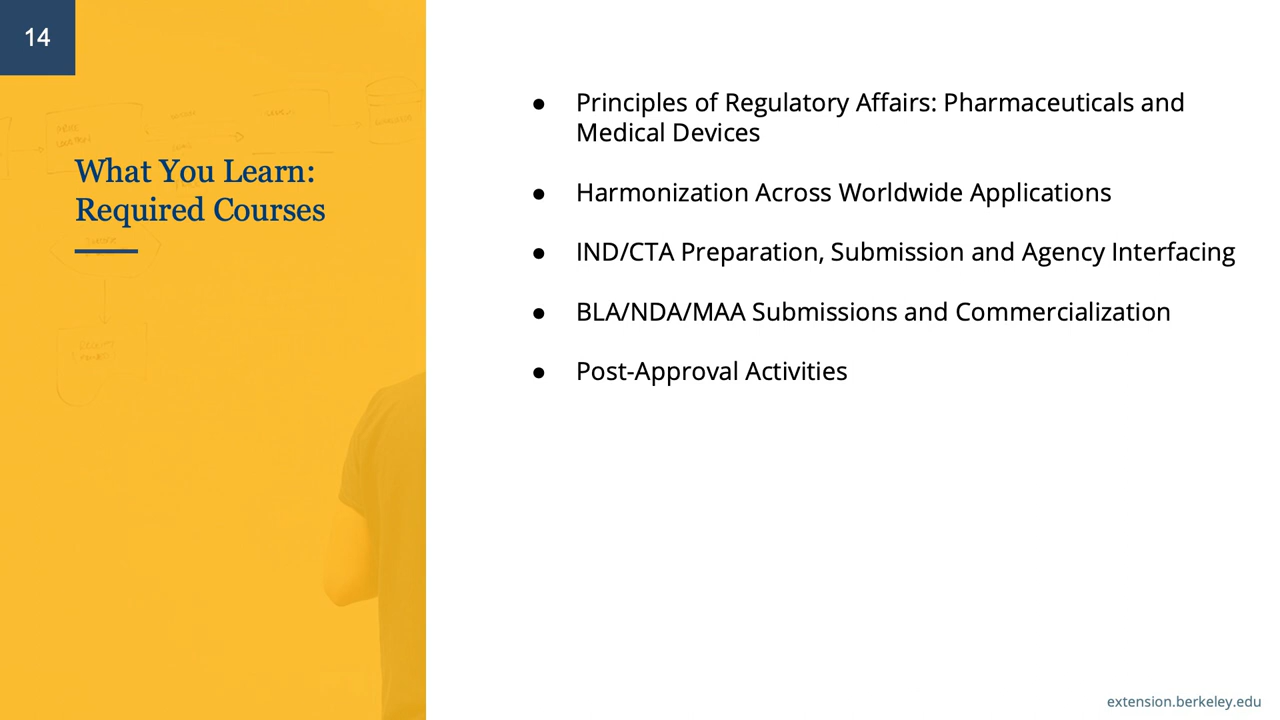 14
What You Learn:
Required Courses
● Principles of Regulatory Affairs: Pharmaceuticals and
Medical Devices
● Harmonization Across Worldwide Applications
● IND/CTA Preparation, Submission and Agency Interfacing
● BLA/NDA/MAA Submissions and Commercialization
● Post-Approval Activities
extension.berkeley.edu